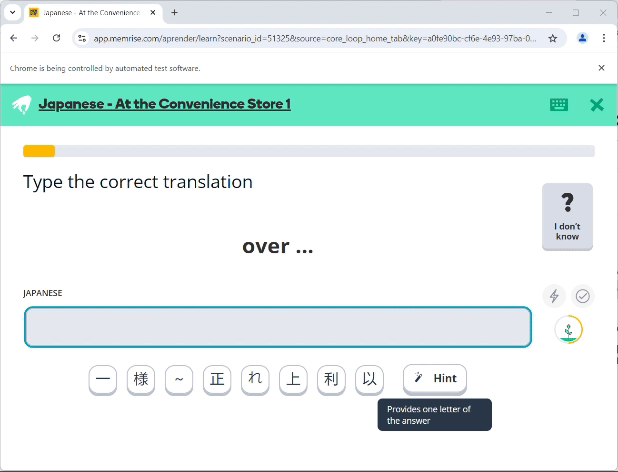 Japanese - At the Convenience
app.memrise.com/aprender/learn?scenario_id=51325&source=core_loop_home_tab&key=a0fe90bc-cf6e-4e93-97ba-0...
Chrome is being controlled by automated test software.
Japanese - At the Convenience Store 1
Type the correct translation
?
I don't
know
over ...
JAPANESE
一 様 ~ 正 れ 上 利 以 Hint
Provides one letter of
the answer